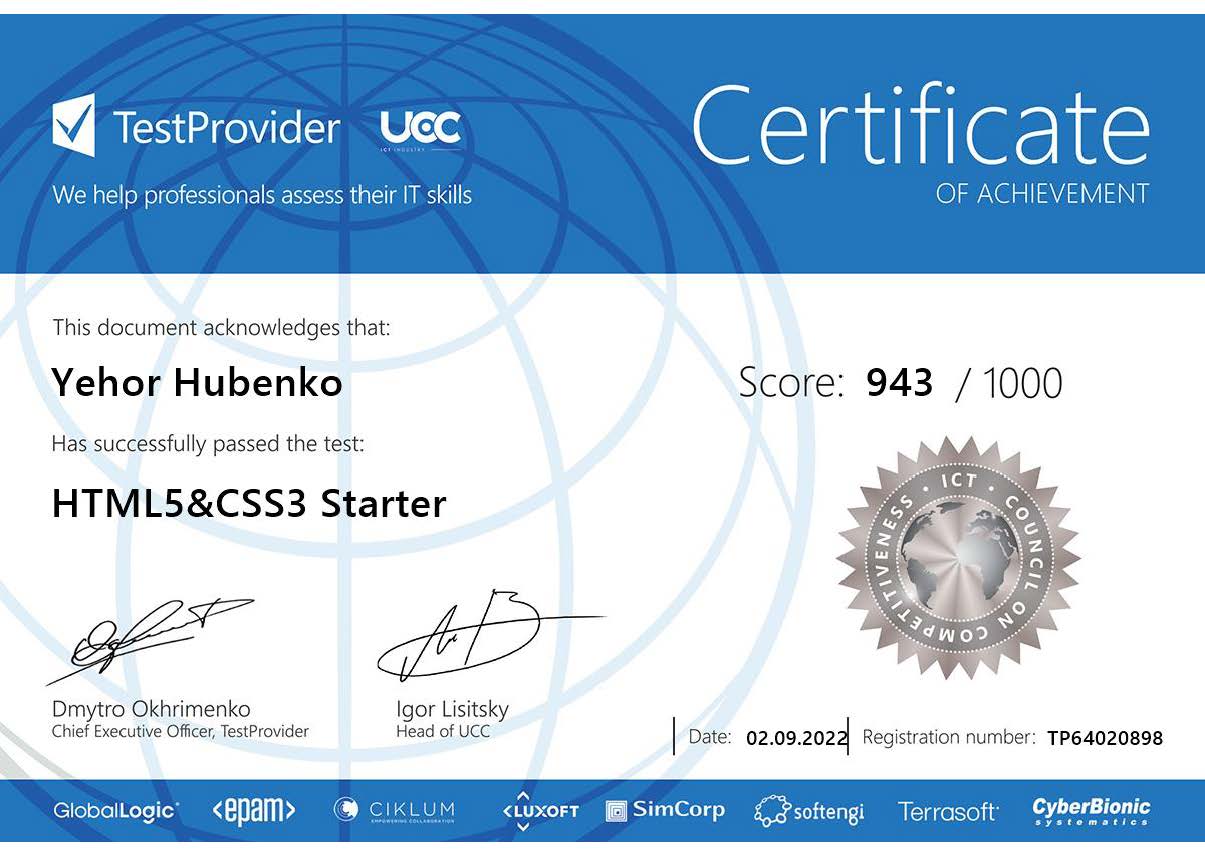 TestProvider
UCC
ICT INDUSTRY
We help professionals assess their IT skills
Certificate
OF ACHIEVEMENT
This document acknowledges that:
Yehor Hubenko
Score: 943 / 1000
Has successfully passed the test:
HTML5&CSS3 Starter
ICT · COUNCIL ON COMPETITIVENESS ·
Dmytro Okhrimenko
Chief Executive Officer, TestProvider
Igor Lisitsky
Head of UCC
Date: 02.09.2022
Registration number: TP64020898
GlobalLogic
<epam>
CIKLUM
EMPOWERING COLLABORATION
<LUXOFT
SimCorp
softengi
Terrasoft
CyberBionic
systematics